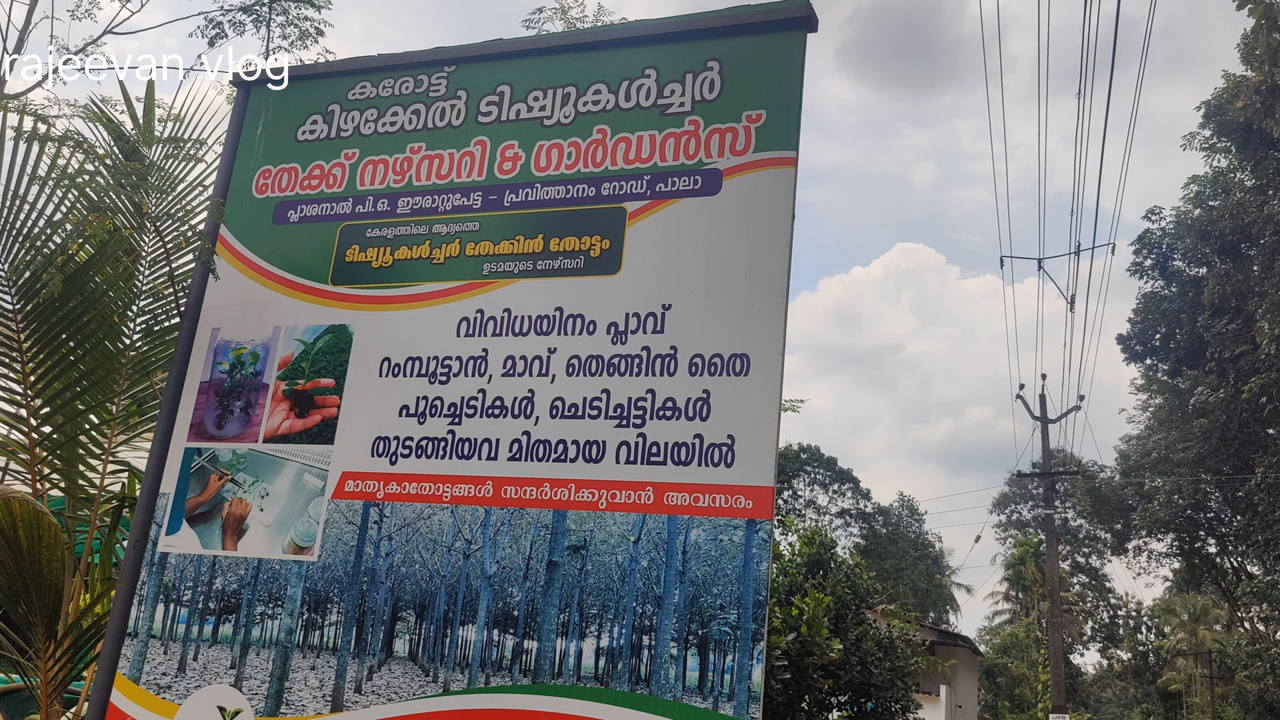 rajeevan vlog
കരോട്ട്
കിഴക്കേൽ ടിഷ്യൂകൾച്ചർ
തേക്ക് നഴ്സറി & ഗാർഡൻസ്
പ്ലാശനാൽ പി.ഒ. ഈരാറ്റുപേട്ട – പ്രവിത്താനം റോഡ്, പാലാ
കേരളത്തിലെ ആദ്യത്തെ
ടിഷ്യൂകൾച്ചർ തേക്കിൻ തോട്ടം
ഉടമയുടെ നേഴ്സറി
വിവിധയിനം പ്ലാവ്
റംമ്പൂട്ടാൻ, മാവ്, തെങ്ങിൻ തൈ
പൂച്ചെടികൾ, ചെടിച്ചട്ടികൾ
തുടങ്ങിയവ മിതമായ വിലയിൽ
മാതൃകാതോട്ടങ്ങൾ സന്ദർശിക്കുവാൻ അവസരം